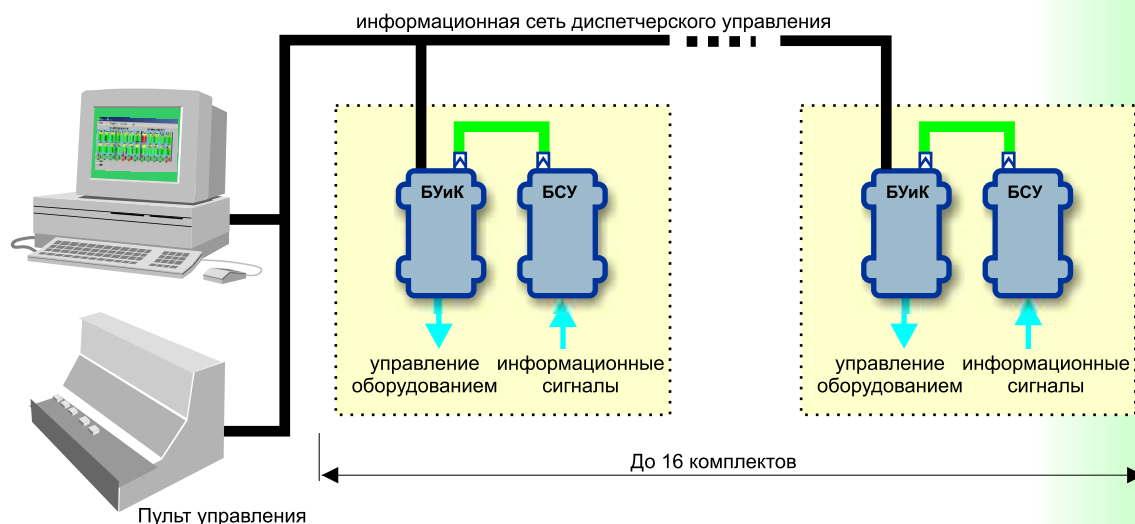 информационная сеть диспетчерского управления
БУиК
БСУ
управление
оборудованием
информационные
сигналы
БУиК
БСУ
управление
оборудованием
информационные
сигналы
До 16 комплектов
Пульт управления